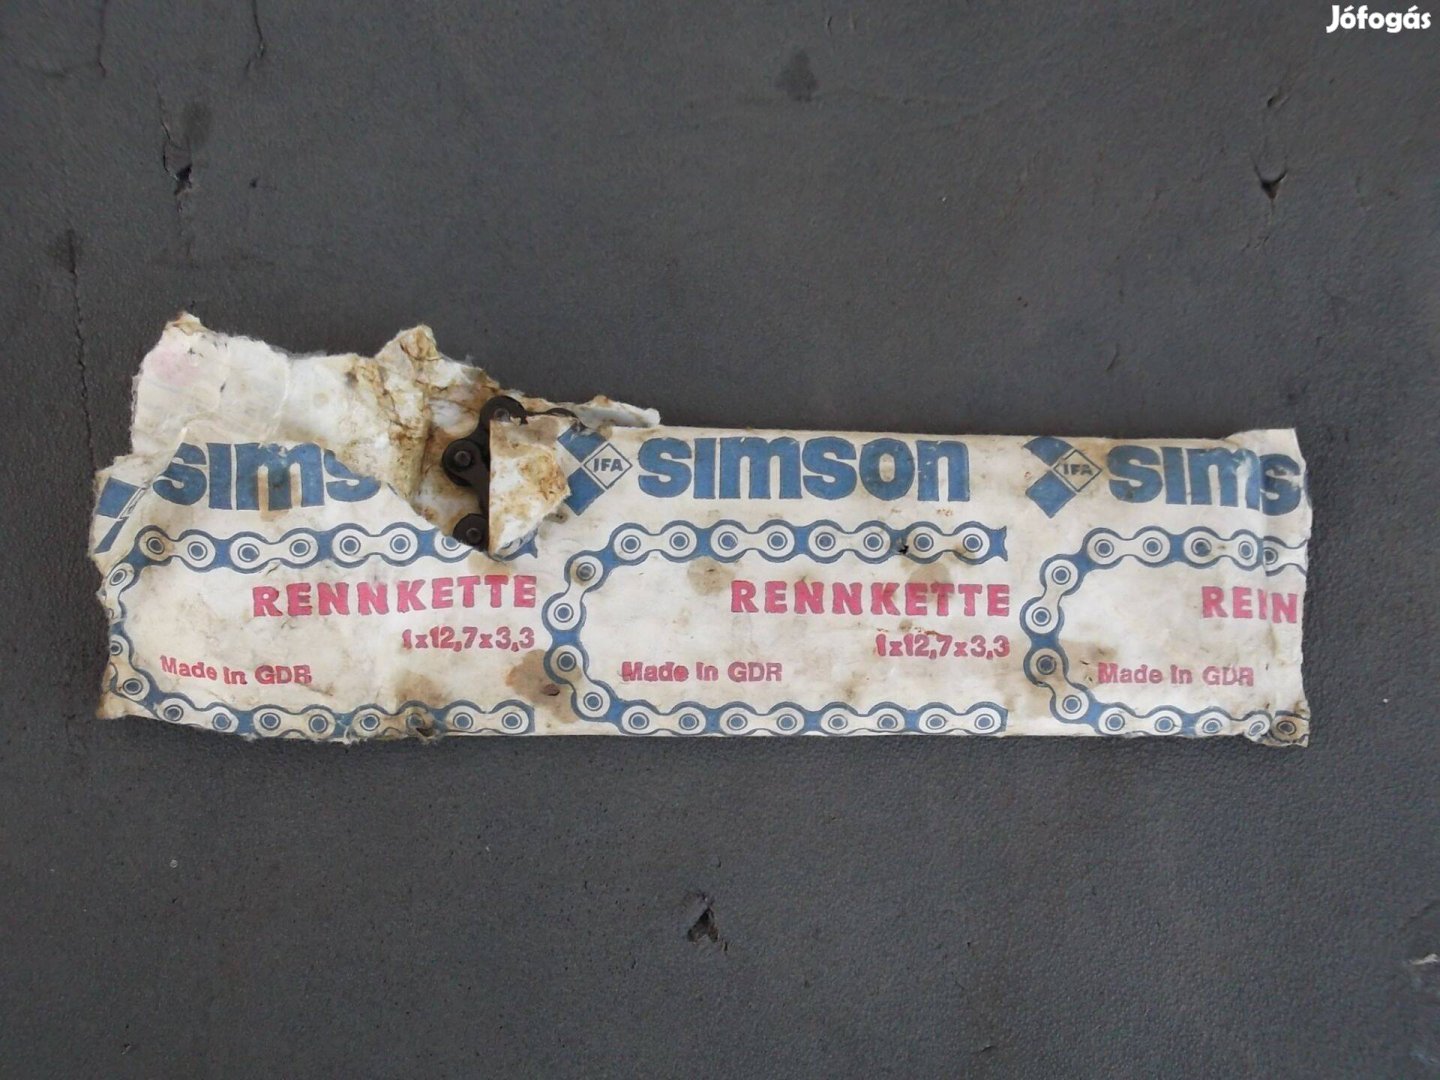 Jófogás
sims
IFA simson
IFA sims
RENNKETTE
1x12,7x3,3
Made in GDR
RENNKETTE
1x12,7x3,3
Made in GDR
RENN
Made in GDR